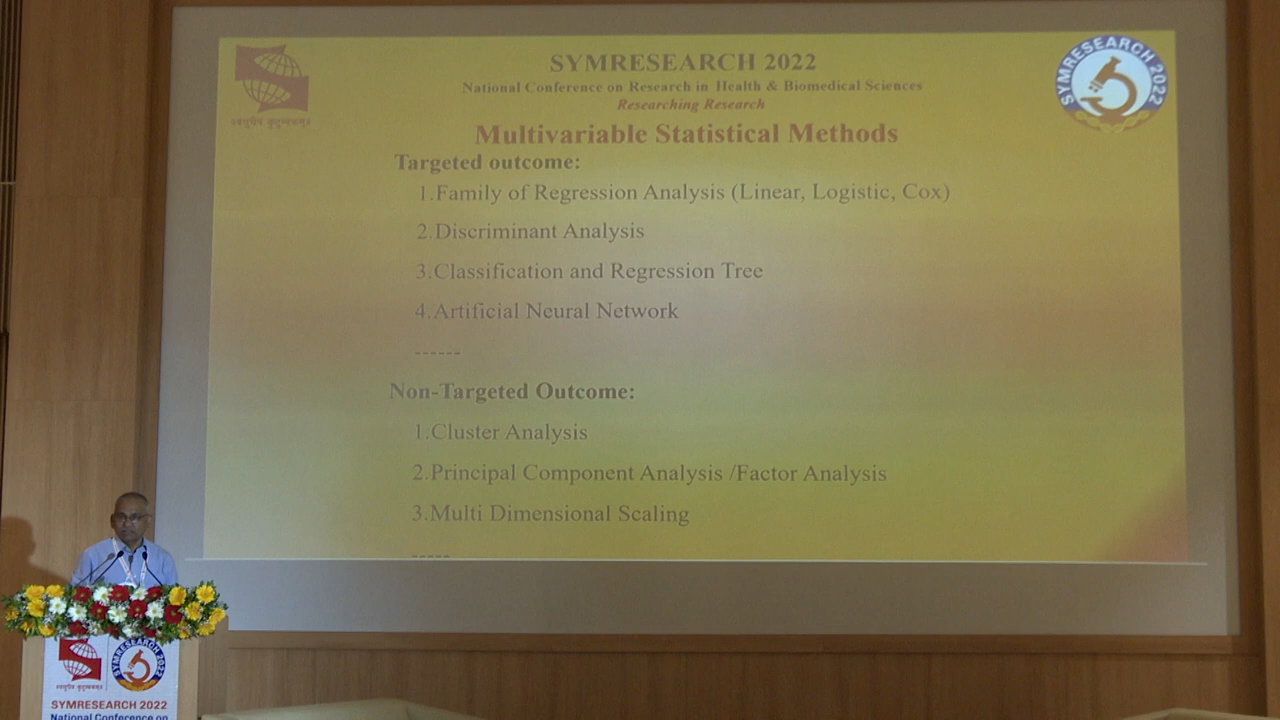 SYMRESEARCH 2022
National Conference on Research in Health & Biomedical Sciences
Researching Research
SYMRESEARCH 2022
Multivariable Statistical Methods
Targeted outcome:
1.Family of Regression Analysis (Linear, Logistic, Cox)
2.Discriminant Analysis
3.Classification and Regression Tree
4.Artificial Neural Network
------
Non-Targeted Outcome:
1.Cluster Analysis
2.Principal Component Analysis /Factor Analysis
3.Multi Dimensional Scaling
-----
SYMRESEARCH 2022
SYMRESEARCH 2022
National Conference on